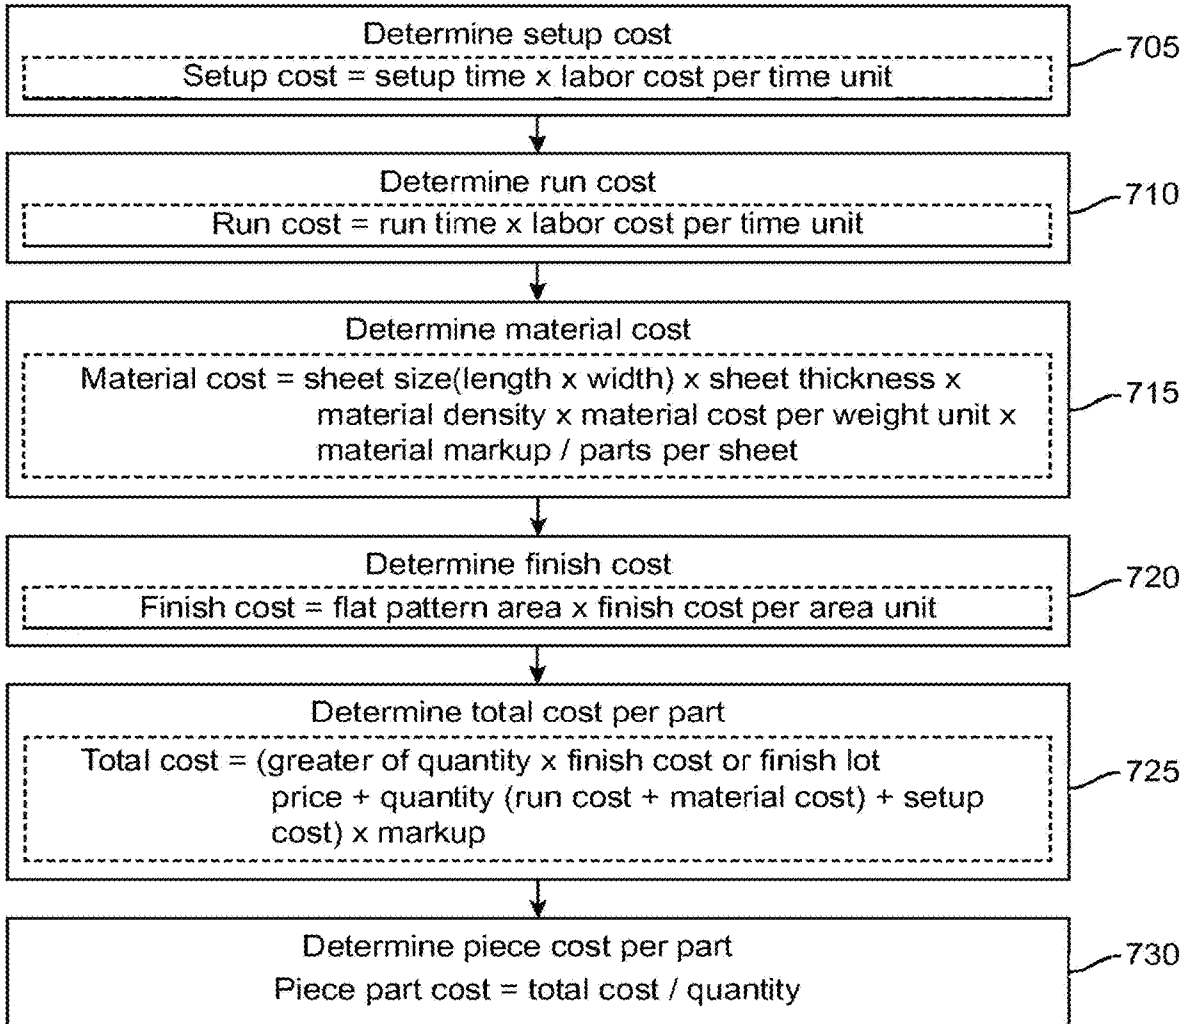 Determine setup cost
Setup cost = setup time x labor cost per time unit
705
Determine run cost
Run cost = run time x labor cost per time unit
710
Determine material cost
Material cost = sheet size(length x width) x sheet thickness x
material density x material cost per weight unit x
material markup / parts per sheet
715
Determine finish cost
Finish cost = flat pattern area x finish cost per area unit
720
Determine total cost per part
Total cost = (greater of quantity x finish cost or finish lot
price + quantity (run cost + material cost) + setup
cost) x markup
725
Determine piece cost per part
Piece part cost = total cost / quantity
730